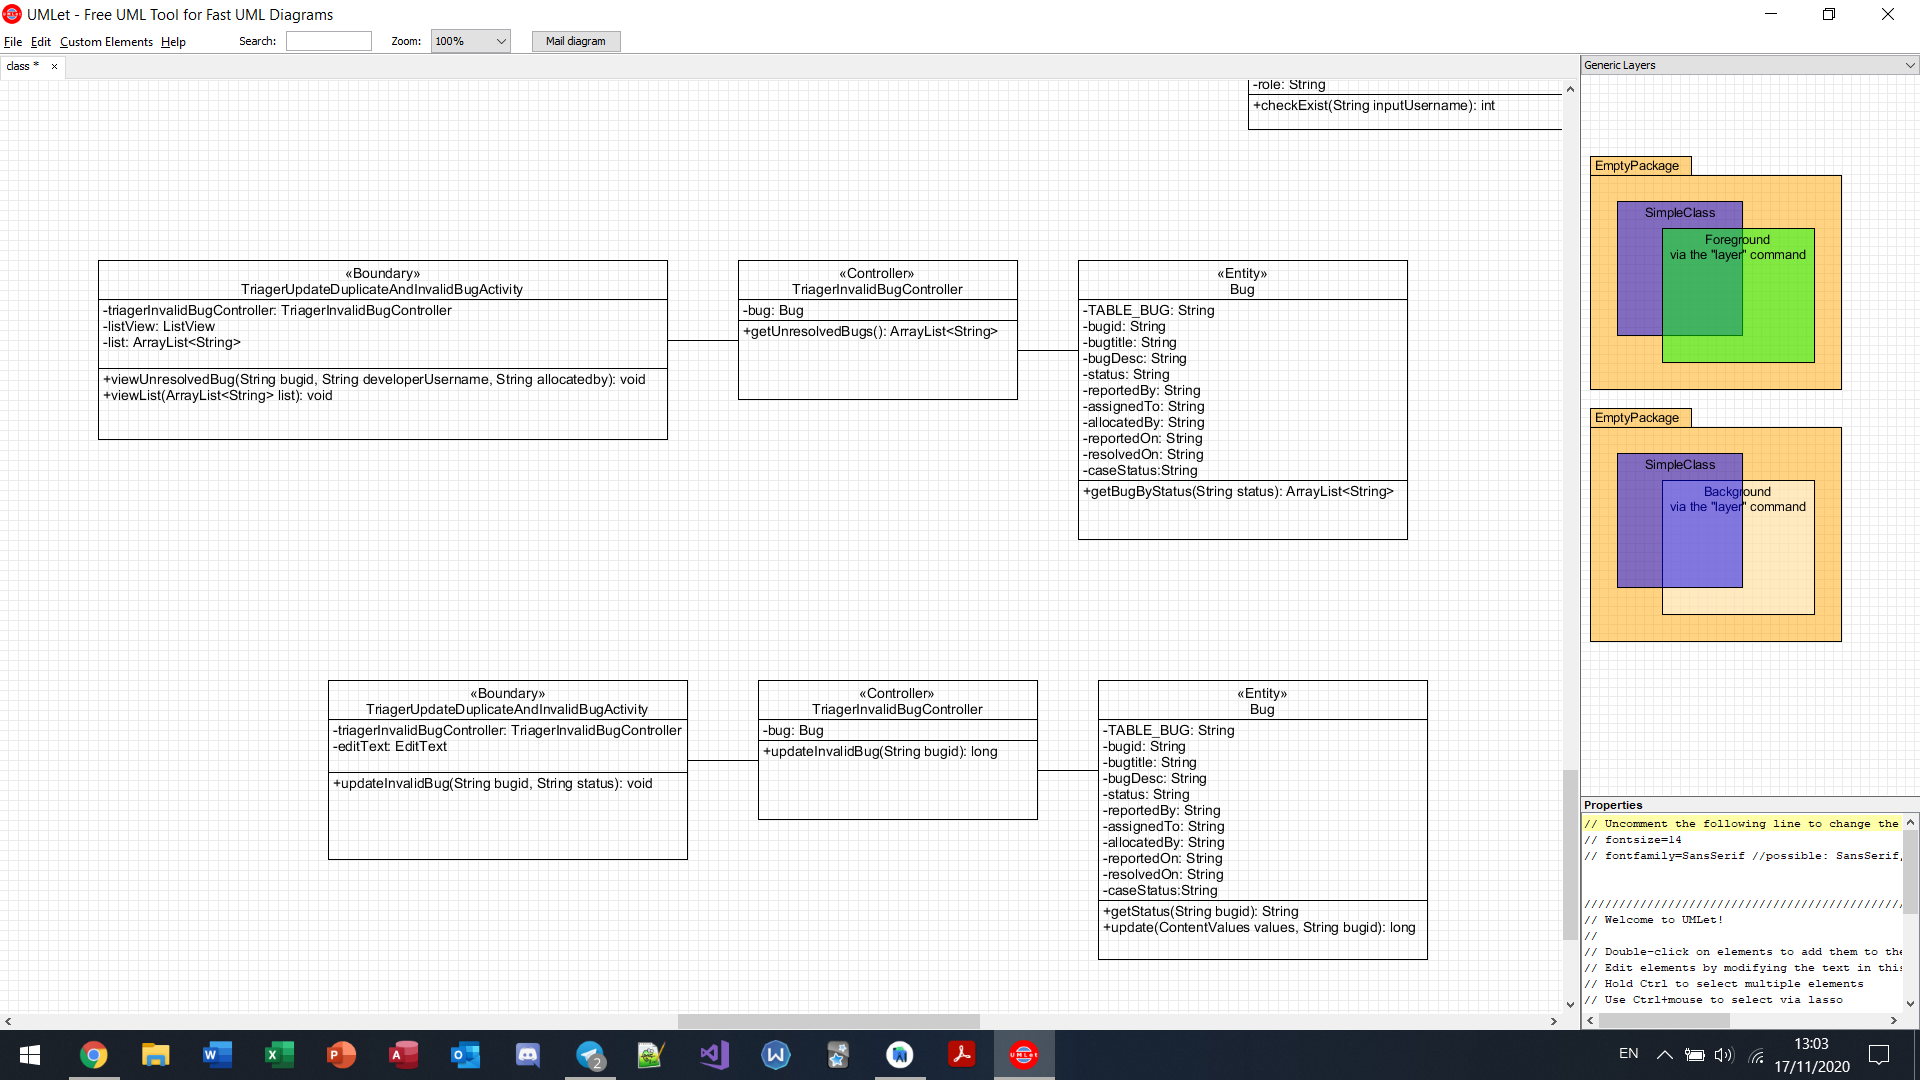 UMLet - Free UML Tool for Fast UML Diagrams
File Edit Custom Elements Help Search: Zoom: 100% Mail diagram
class *
Generic Layers
-role: String
+checkExist(String inputUsername): int
«Boundary»
TriagerUpdateDuplicateAndInvalidBugActivity
-triagerInvalidBugController: TriagerInvalidBugController
-listView: ListView
-list: ArrayList<String>
+viewUnresolvedBug(String bugid, String developerUsername, String allocatedby): void
+viewList(ArrayList<String> list): void
«Controller»
TriagerInvalidBugController
-bug: Bug
+getUnresolvedBugs(): ArrayList<String>
«Entity»
Bug
-TABLE_BUG: String
-bugid: String
-bugtitle: String
-bugDesc: String
-status: String
-reportedBy: String
-assignedTo: String
-allocatedBy: String
-reportedOn: String
-resolvedOn: String
-caseStatus:String
+getBugByStatus(String status): ArrayList<String>
«Boundary»
TriagerUpdateDuplicateAndInvalidBugActivity
-triagerInvalidBugController: TriagerInvalidBugController
-editText: EditText
+updateInvalidBug(String bugid, String status): void
«Controller»
TriagerInvalidBugController
-bug: Bug
+updateInvalidBug(String bugid): long
«Entity»
Bug
-TABLE_BUG: String
-bugid: String
-bugtitle: String
-bugDesc: String
-status: String
-reportedBy: String
-assignedTo: String
-allocatedBy: String
-reportedOn: String
-resolvedOn: String
-caseStatus:String
+getStatus(String bugid): String
+update(ContentValues values, String bugid): long
EmptyPackage
SimpleClass
Foreground
via the "layer" command
EmptyPackage
SimpleClass
Background
via the "layer" command
Properties
// Uncomment the following line to change the
// fontsize=14
// fontfamily=SansSerif //possible: SansSerif,
/////////////////////////////////////////////
// Welcome to UMLet!
//
// Double-click on elements to add them to the
// Edit elements by modifying the text in this
// Hold Ctrl to select multiple elements
// Use Ctrl+mouse to select via lasso
2
UMLet
EN
13:03
17/11/2020